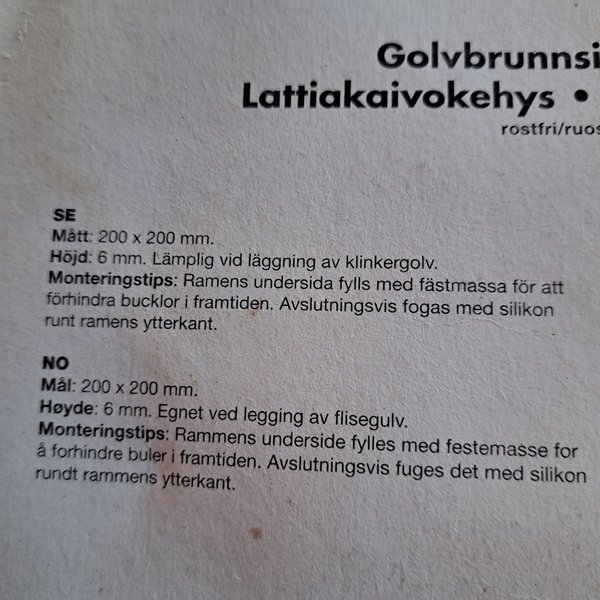 Golvbrunnsi
Lattiakaivokehys •
rostfri/ruos
SE
Mått: 200 x 200 mm.
Höjd: 6 mm. Lämplig vid läggning av klinkergolv.
Monteringstips: Ramens undersida fylls med fästmassa för att
förhindra bucklor i framtiden. Avslutningsvis fogas med silikon
runt ramens ytterkant.
NO
Mål: 200 x 200 mm.
Høyde: 6 mm. Egnet ved legging av flisegulv.
Monteringstips: Rammens underside fylles med festemasse for
å forhindre buler i framtiden. Avslutningsvis fuges det med silikon
rundt rammens ytterkant.